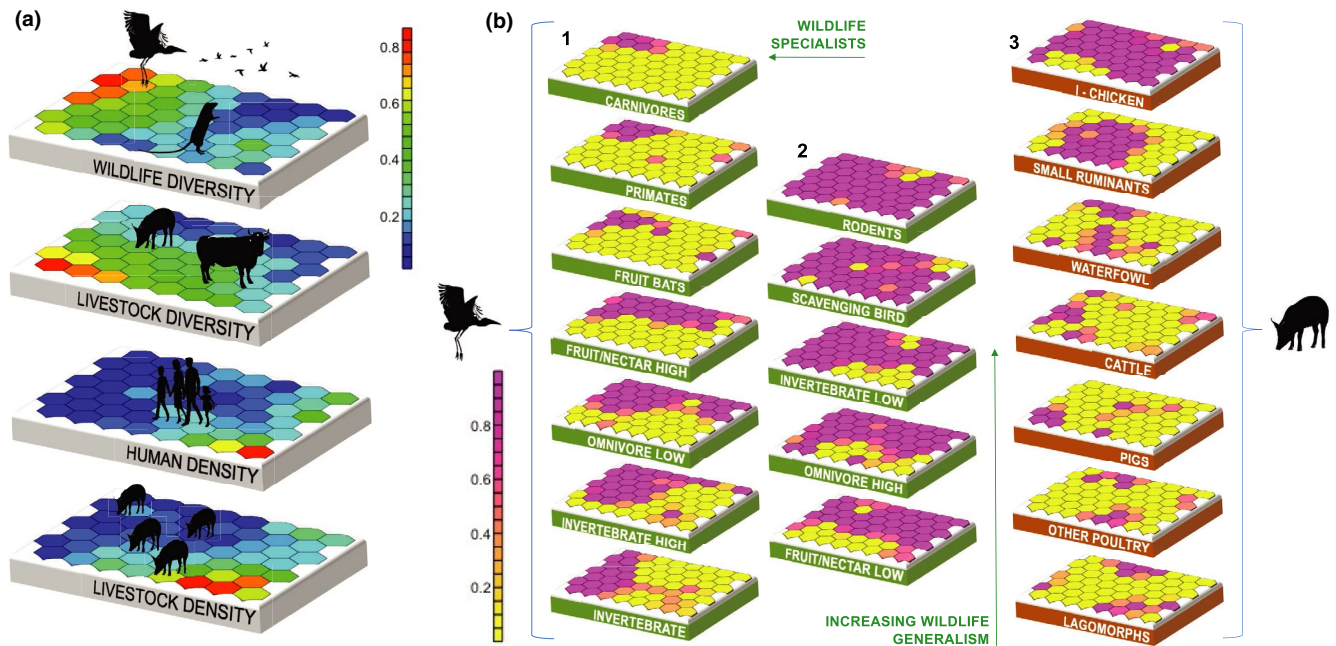 (a)
0.8
0.6
0.4
0.2
WILDLIFE DIVERSITY
LIVESTOCK DIVERSITY
HUMAN DENSITY
LIVESTOCK DENSITY
(b)
0.8
0.6
0.4
0.2
1
CARNIVORES
PRIMATES
FRUIT BATS
FRUIT/NECTAR HIGH
OMNIVORE LOW
INVERTEBRATE HIGH
INVERTEBRATE
WILDLIFE
SPECIALISTS
2
RODENTS
SCAVENGING BIRD
INVERTEBRATE LOW
OMNIVORE HIGH
FRUIT/NECTAR LOW
INCREASING WILDLIFE
GENERALISM
3
I - CHICKEN
SMALL RUMINANTS
WATERFOWL
CATTLE
PIGS
OTHER POULTRY
LAGOMORPHS